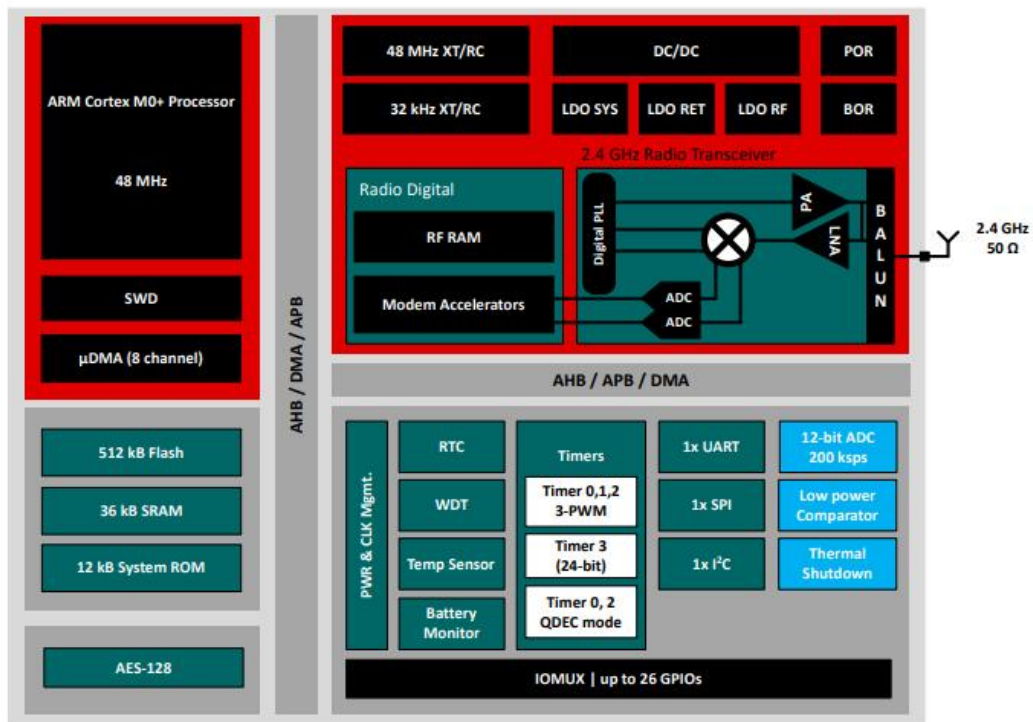 ARM Cortex M0+ Processor
48 MHz
SWD
µDMA (8 channel)
512 kB Flash
36 kB SRAM
12 kB System ROM
AES-128
AHB / DMA / APB
48 MHz XT/RC
32 kHz XT/RC
DC/DC
LDO SYS
LDO RET
LDO RF
POR
BOR
2.4 GHz Radio Transceiver
Radio Digital
RF RAM
Modem Accelerators
Digital PLL
ADC
ADC
PA
LNA
BALUN
2.4 GHz
50 Ω
AHB / APB / DMA
PWR & CLK Mgmt.
RTC
WDT
Temp Sensor
Battery
Monitor
Timers
Timer 0,1,2
3-PWM
Timer 3
(24-bit)
Timer 0, 2
QDEC mode
1x UART
1x SPI
1x I²C
12-bit ADC
200 ksps
Low power
Comparator
Thermal
Shutdown
IOMUX | up to 26 GPIOs